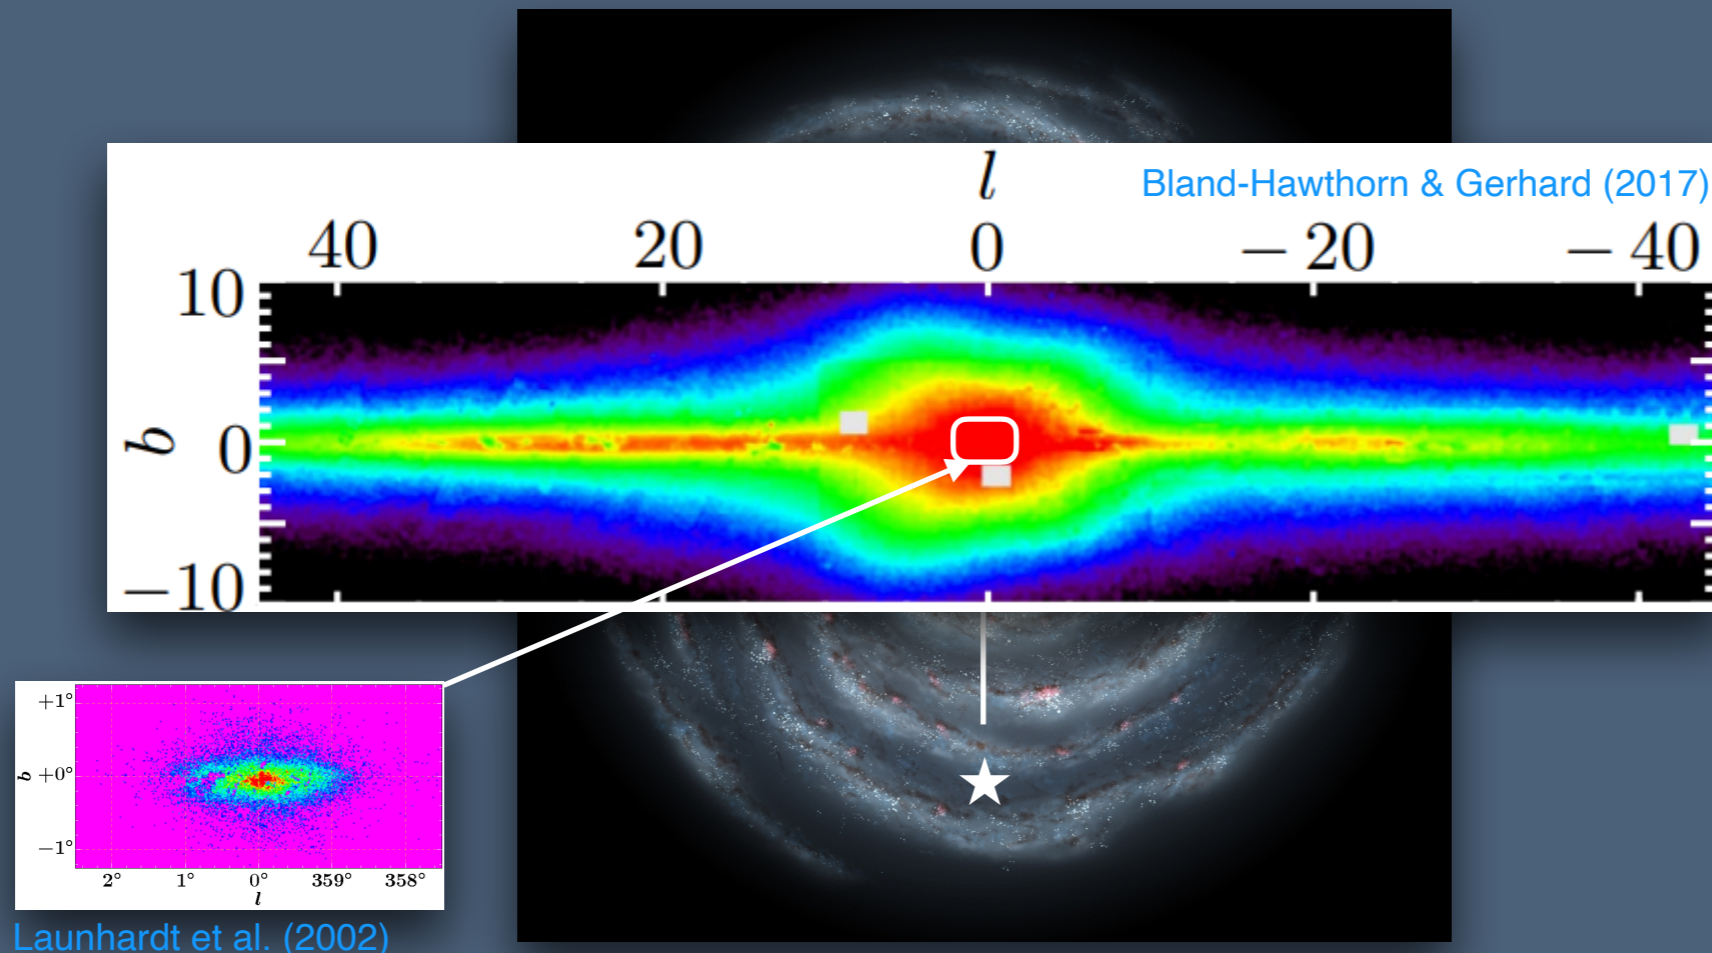 l
Bland-Hawthorn & Gerhard (2017)
40 20 0 − 20 − 40
10
b 0
−10
+1°
b +0°
−1°
2° 1° 0° 359° 358°
l
Launhardt et al. (2002)